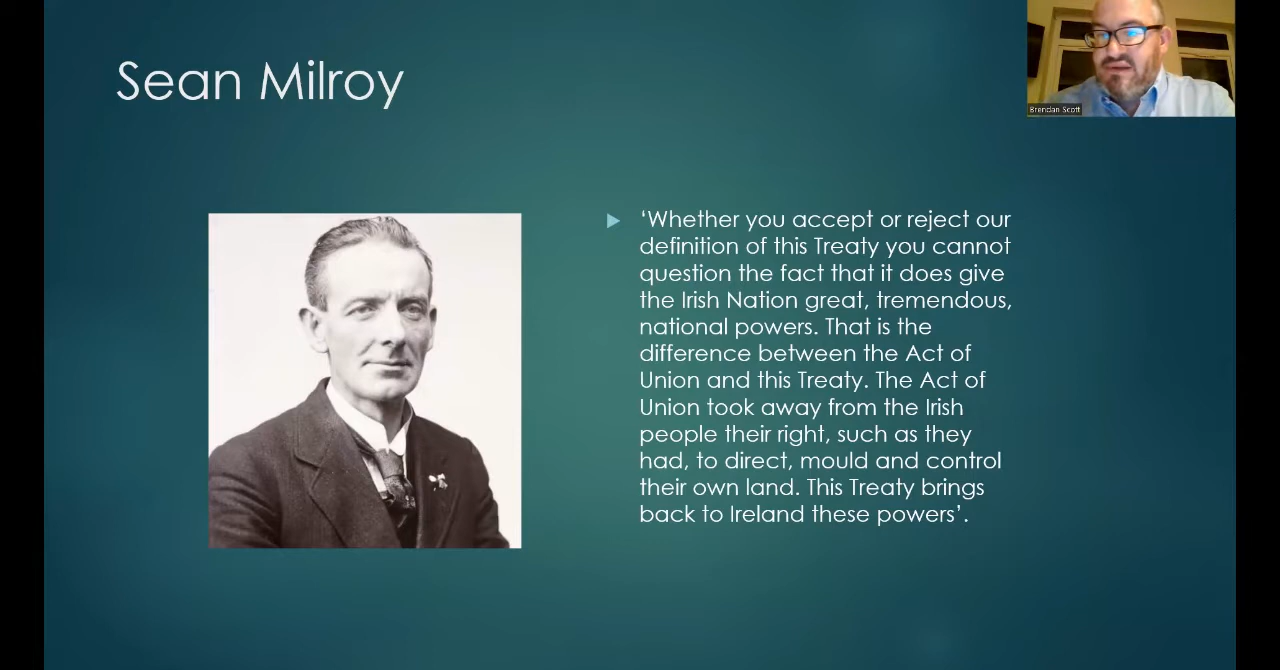 Sean Milroy
Brendan Scott
‘Whether you accept or reject our
definition of this Treaty you cannot
question the fact that it does give
the Irish Nation great, tremendous,
national powers. That is the
difference between the Act of
Union and this Treaty. The Act of
Union took away from the Irish
people their right, such as they
had, to direct, mould and control
their own land. This Treaty brings
back to Ireland these powers’.